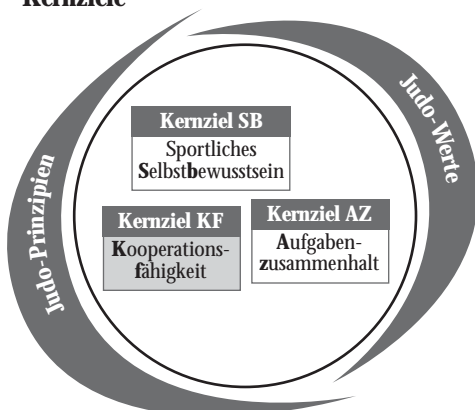 Kernziele
Judo-Werte
Judo-Prinzipien
Kernziel SB
Sportliches
Selbstbewusstsein
Kernziel KF
Kooperations-
fähigkeit
Kernziel AZ
Aufgaben-
zusammenhalt